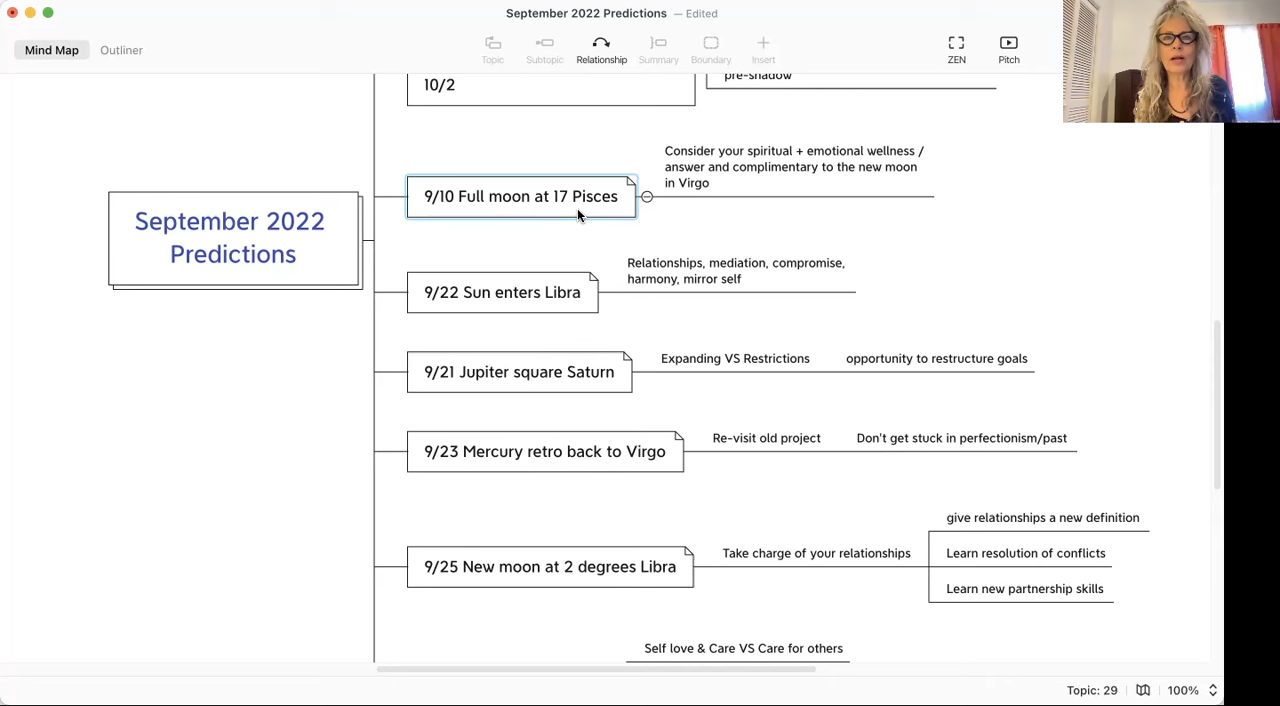 September 2022 Predictions — Edited
Mind Map
Outliner
Topic
Subtopic
Relationship
Summary
Boundary
Insert
ZEN
Pitch
10/2
pre-shadow
September 2022
Predictions
9/10 Full moon at 17 Pisces
Consider your spiritual + emotional wellness /
answer and complimentary to the new moon
in Virgo
9/22 Sun enters Libra
Relationships, mediation, compromise,
harmony, mirror self
9/21 Jupiter square Saturn
Expanding VS Restrictions
opportunity to restructure goals
9/23 Mercury retro back to Virgo
Re-visit old project
Don't get stuck in perfectionism/past
9/25 New moon at 2 degrees Libra
Take charge of your relationships
give relationships a new definition
Learn resolution of conflicts
Learn new partnership skills
Self love & Care VS Care for others
Topic: 29
100%